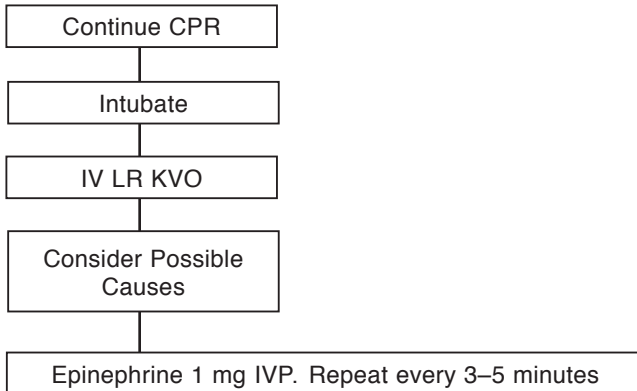 Continue CPR
Intubate
IV LR KVO
Consider Possible
Causes
Epinephrine 1 mg IVP. Repeat every 3–5 minutes